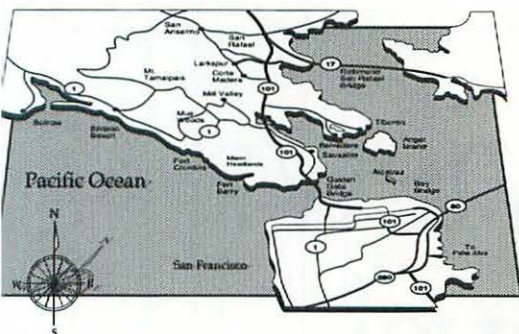 San
Anselmo
San
Rafael
17
Richmond
San Rafael
Bridge
Larkspur
Corte
Madera
Mt.
Tamalpais
1
101
Mill Valley
Muir
Woods
Tiburon
Stinson
Beach
1
Belvedere
Sausalito
Angel
Island
101
Fort
Cronkhite
Marin
Headlands
Alcatraz
Pacific Ocean
Fort
Barry
Golden
Gate
Bridge
Bay
Bridge
80
101
N
1
To
Palo Alto
San Francisco
280
101
W
E
S